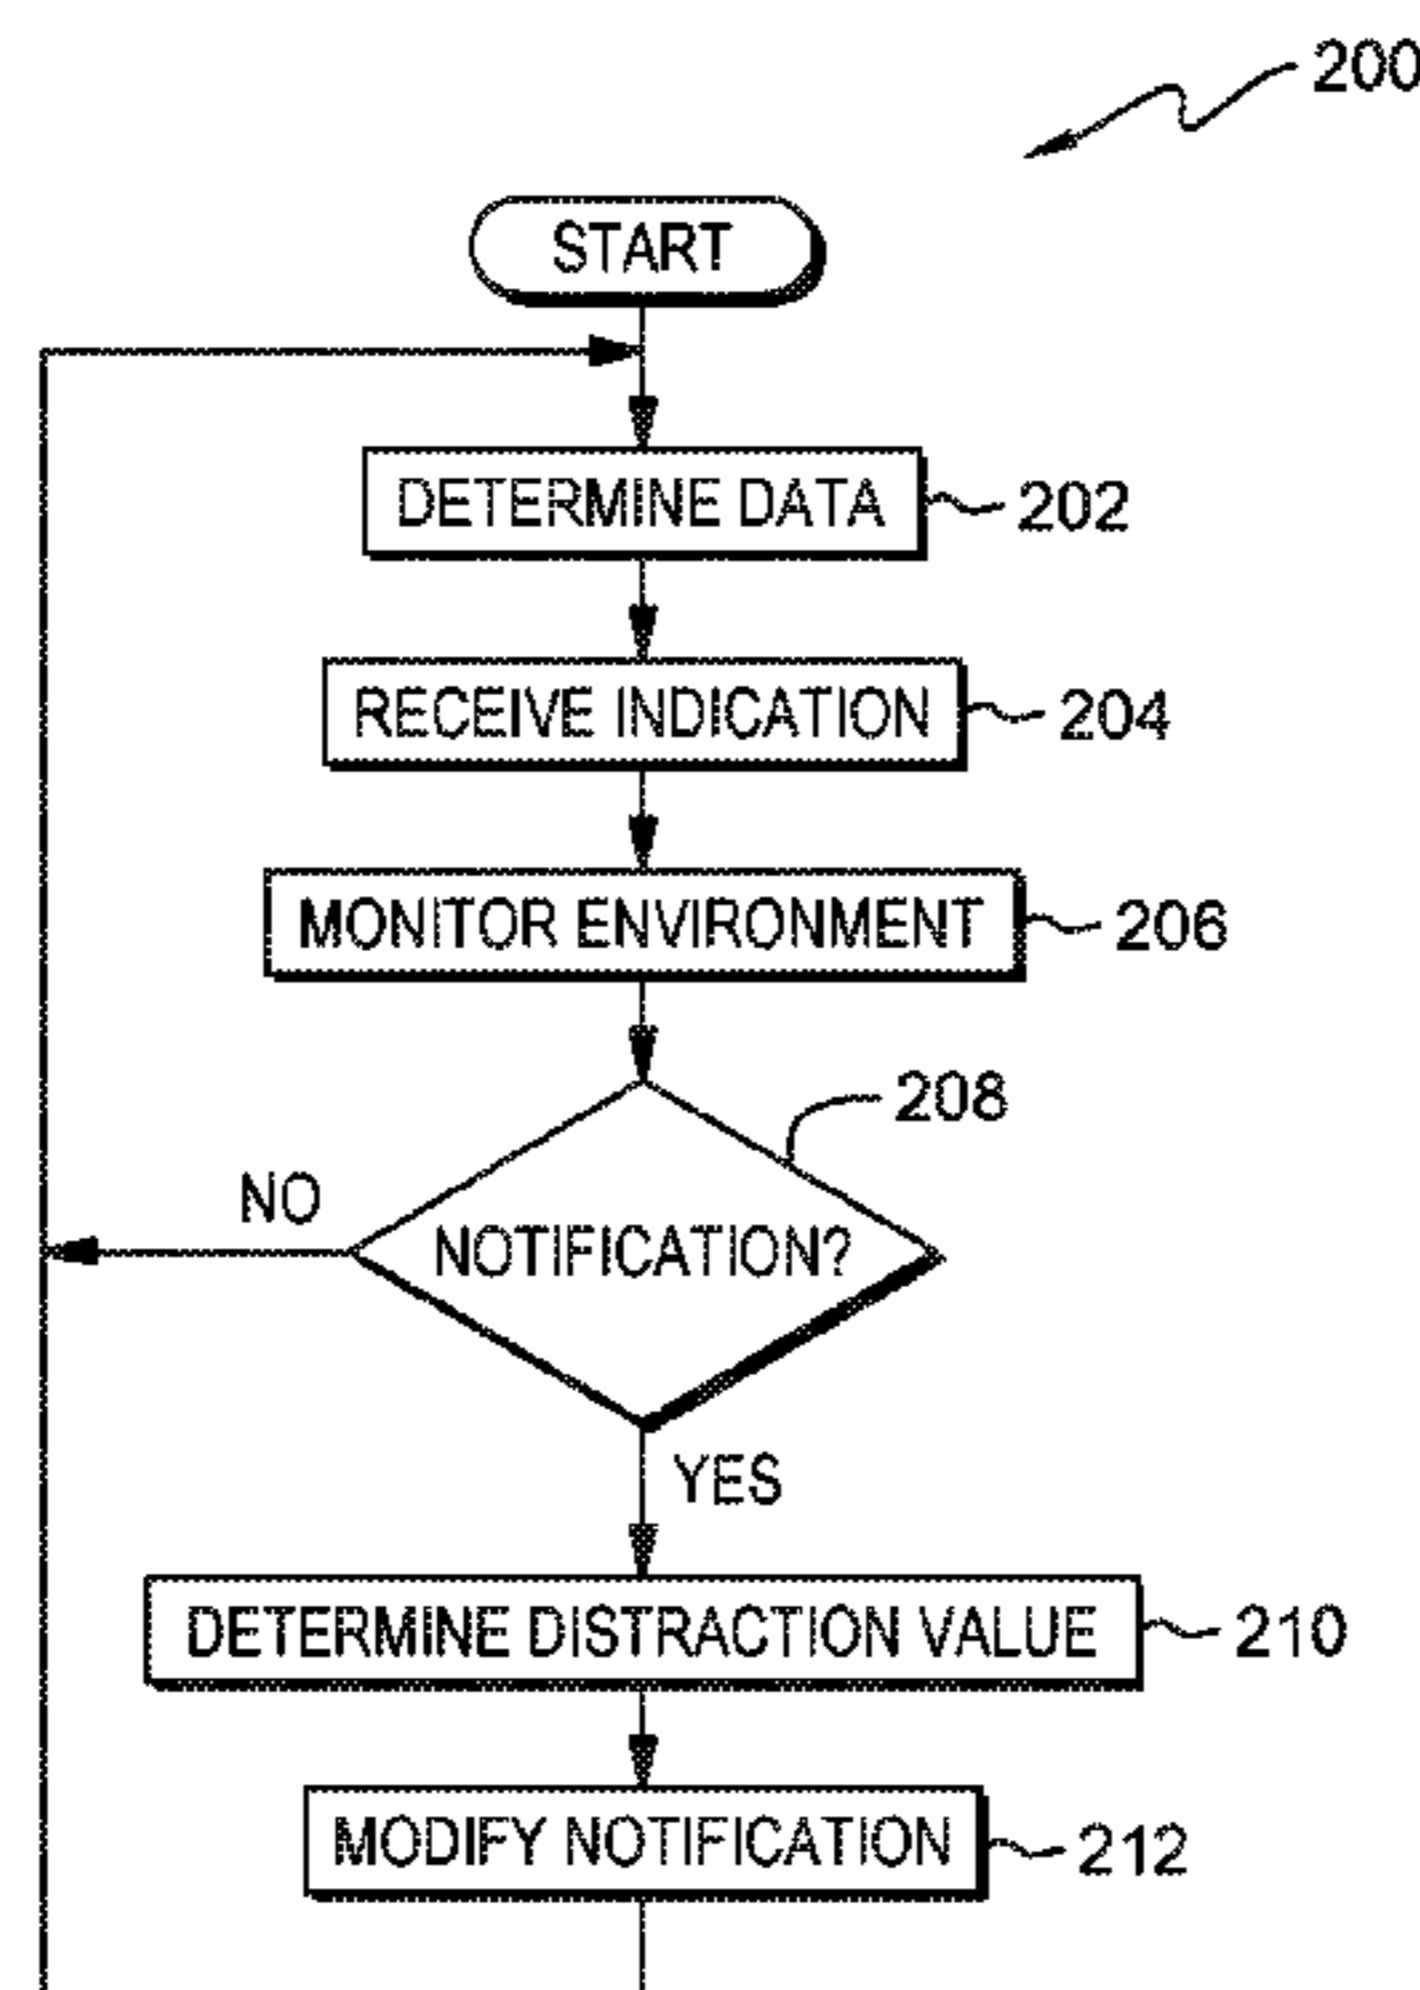 200
START
DETERMINE DATA
202
RECEIVE INDICATION
204
MONITOR ENVIRONMENT
206
208
NO
NOTIFICATION?
YES
DETERMINE DISTRACTION VALUE
210
MODIFY NOTIFICATION
212